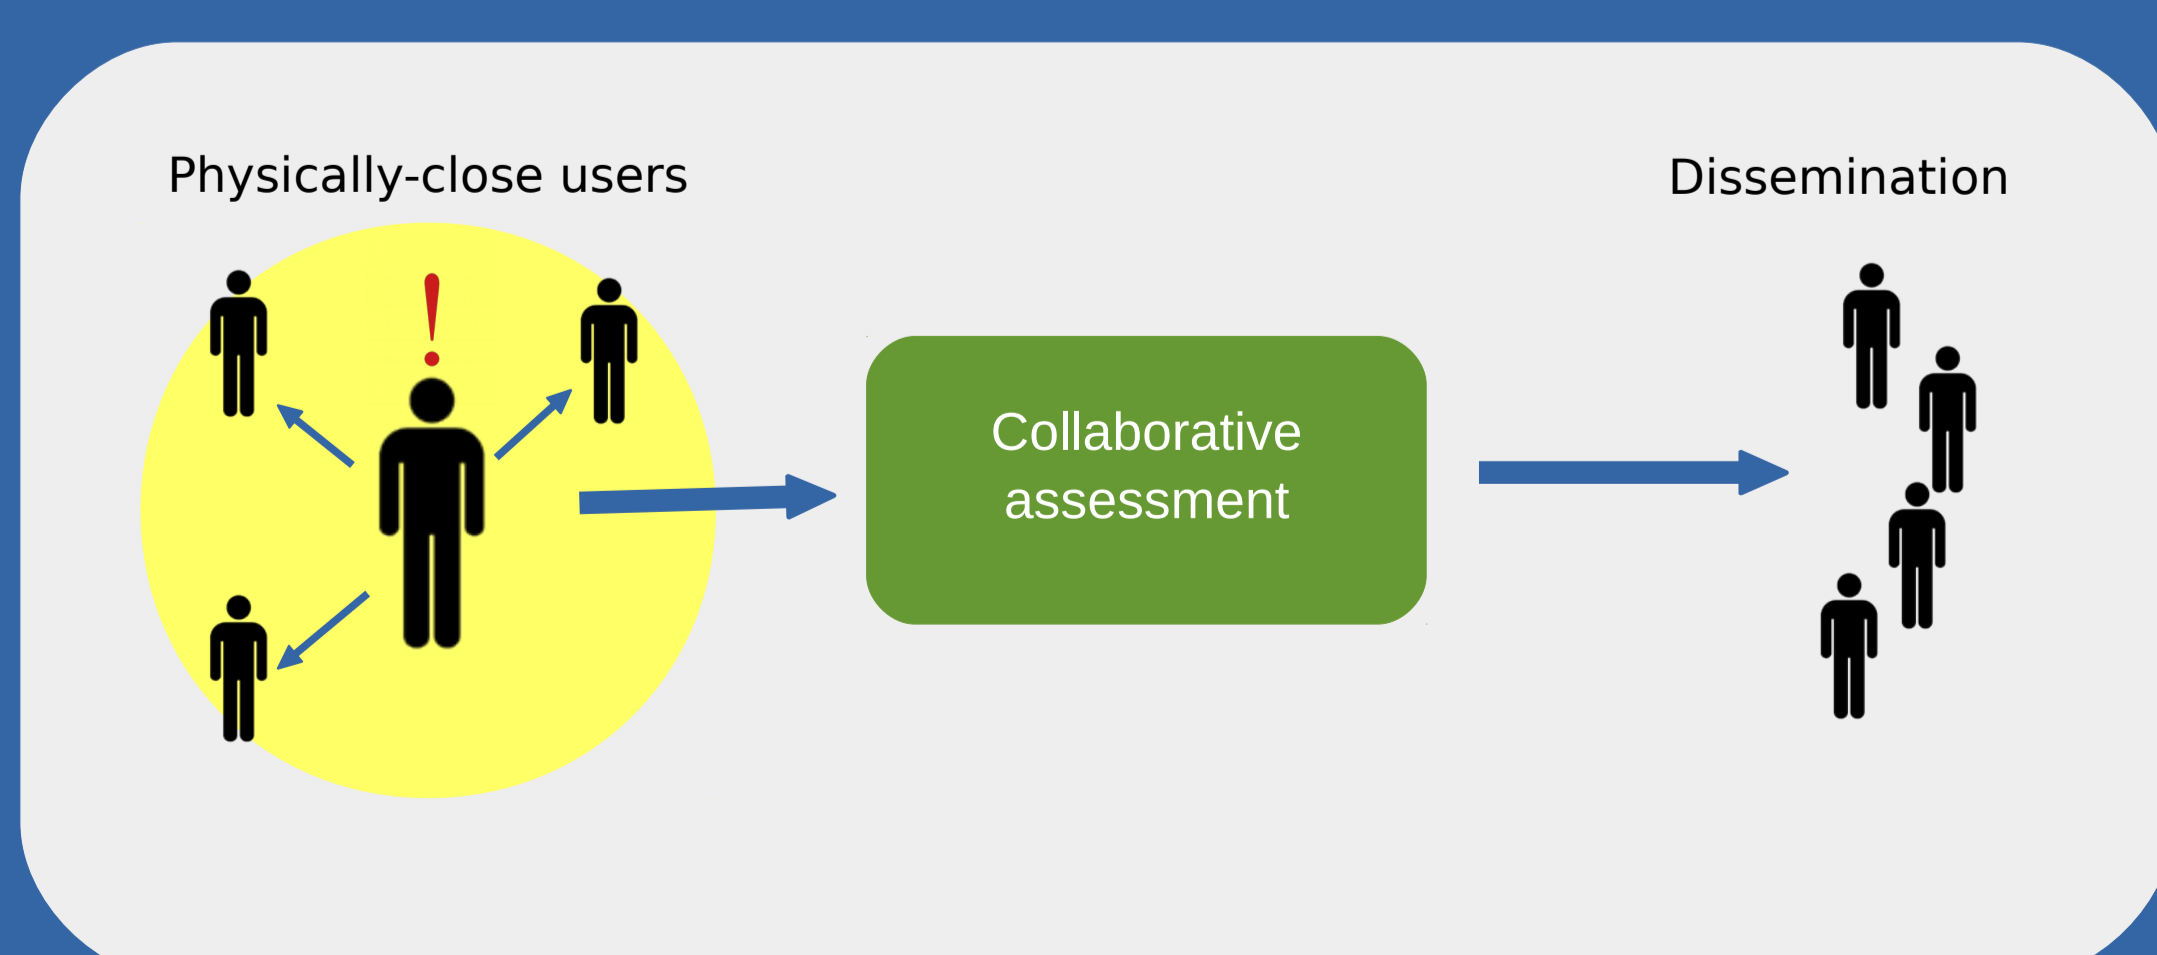 Physically-close users
Dissemination
!
Collaborative
assessment